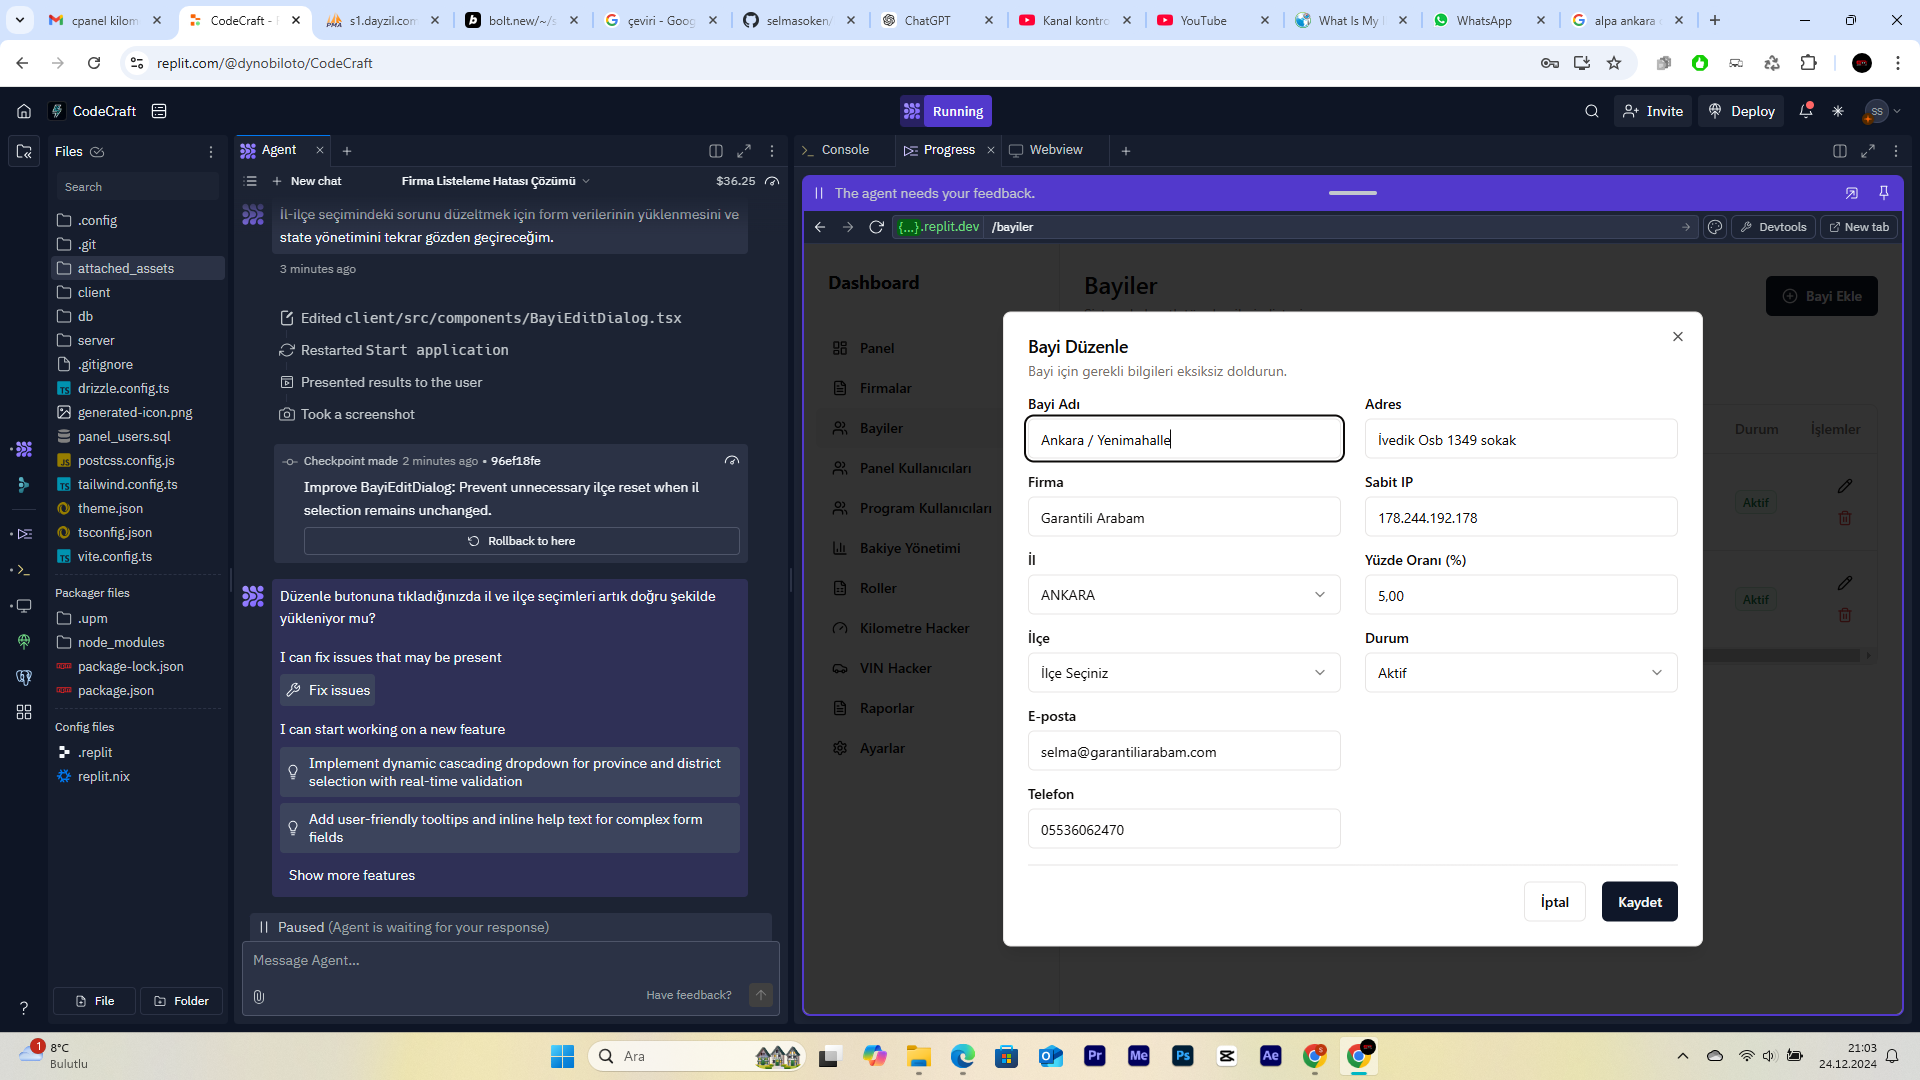 cpanel kilom
CodeCraft -
s1.dayzil.com
bolt.new/~/s
çeviri - Goog
selmasoken/
ChatGPT
Kanal kontro
YouTube
What Is My
WhatsApp
alpa ankara
replit.com/@dynobiloto/CodeCraft
CodeCraft
Running
Invite
Deploy
SS
Files
Agent
Console
Progress
Webview
Search
New chat
Firma Listeleme Hatası Çözümü
$36.25
The agent needs your feedback.
{...}.replit.dev
/bayiler
Devtools
New tab
.config
.git
attached_assets
client
db
server
.gitignore
drizzle.config.ts
generated-icon.png
panel_users.sql
postcss.config.js
tailwind.config.ts
theme.json
tsconfig.json
vite.config.ts
Packager files
.upm
node_modules
package-lock.json
package.json
Config files
.replit
replit.nix
File
Folder
İl-ilçe seçimindeki sorunu düzeltmek için form verilerinin yüklenmesini ve
state yönetimini tekrar gözden geçireceğim.
3 minutes ago
Edited client/src/components/BayiEditDialog.tsx
Restarted Start application
Presented results to the user
Took a screenshot
Checkpoint made 2 minutes ago • 96ef18fe
Improve BayiEditDialog: Prevent unnecessary ilçe reset when il
selection remains unchanged.
Rollback to here
Düzenle butonuna tıkladığınızda il ve ilçe seçimleri artık doğru şekilde
yükleniyor mu?
I can fix issues that may be present
Fix issues
I can start working on a new feature
Implement dynamic cascading dropdown for province and district
selection with real-time validation
Add user-friendly tooltips and inline help text for complex form
fields
Show more features
Paused (Agent is waiting for your response)
Message Agent...
Have feedback?
Dashboard
Panel
Firmalar
Bayiler
Panel Kullanıcıları
Program Kullanıcıları
Bakiye Yönetimi
Roller
Kilometre Hacker
VIN Hacker
Raporlar
Ayarlar
Bayiler
Bayi Ekle
Durum
İşlemler
Aktif
Aktif
Bayi Düzenle
Bayi için gerekli bilgileri eksiksiz doldurun.
Bayi Adı
Adres
Ankara / Yenimahalle
İvedik Osb 1349 sokak
Firma
Sabit IP
Garantili Arabam
178.244.192.178
İl
Yüzde Oranı (%)
ANKARA
5,00
İlçe
Durum
İlçe Seçiniz
Aktif
E-posta
selma@garantiliarabam.com
Telefon
05536062470
İptal
Kaydet
1
8°C
Bulutlu
Ara
Pr
Me
Ps
Ae
21:03
24.12.2024